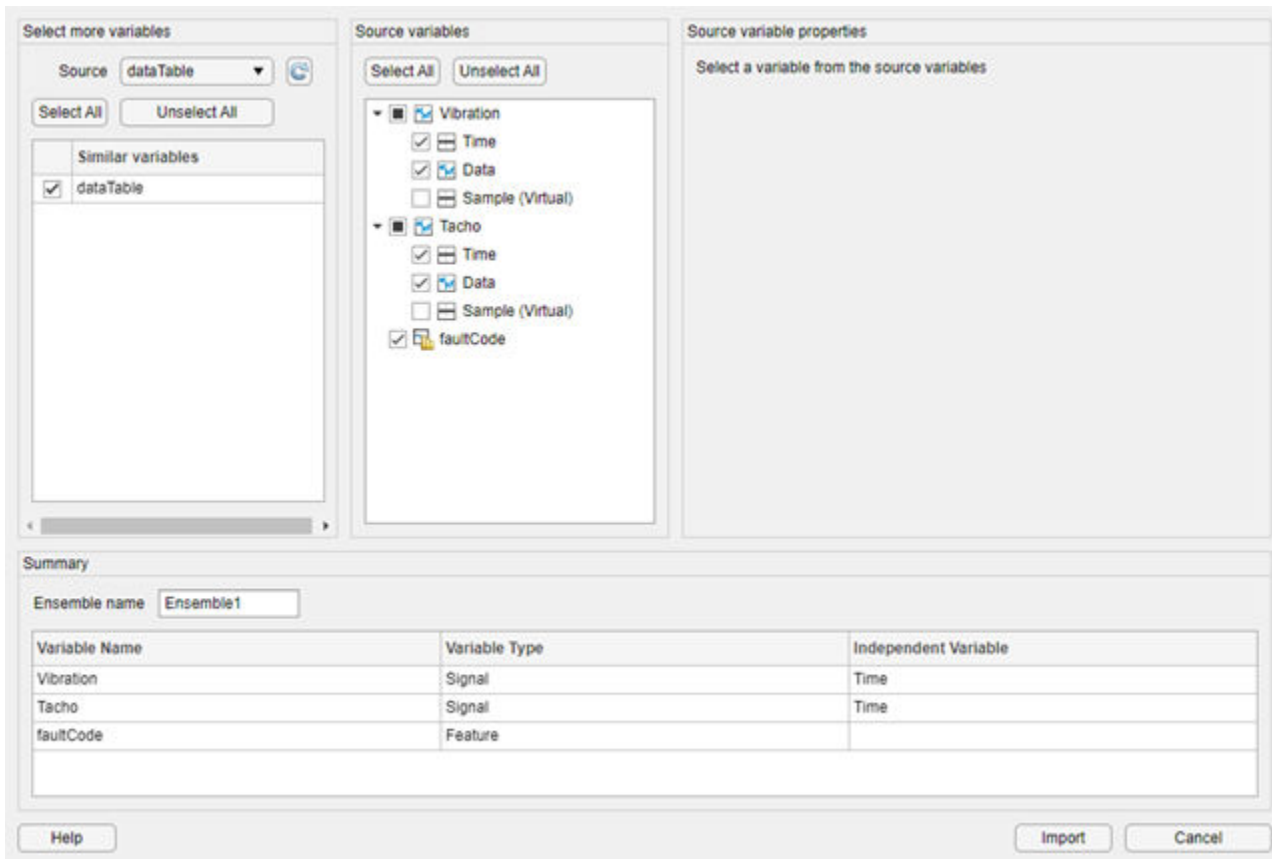 Select more variables
Source dataTable
Select All Unselect All
Similar variables
dataTable
Source variables
Select All Unselect All
Vibration
Time
Data
Sample (Virtual)
Tacho
Time
Data
Sample (Virtual)
faultCode
Source variable properties
Select a variable from the source variables
Summary
Ensemble name Ensemble1
Variable Name Variable Type Independent Variable
Vibration Signal Time
Tacho Signal Time
faultCode Feature
Help Import Cancel